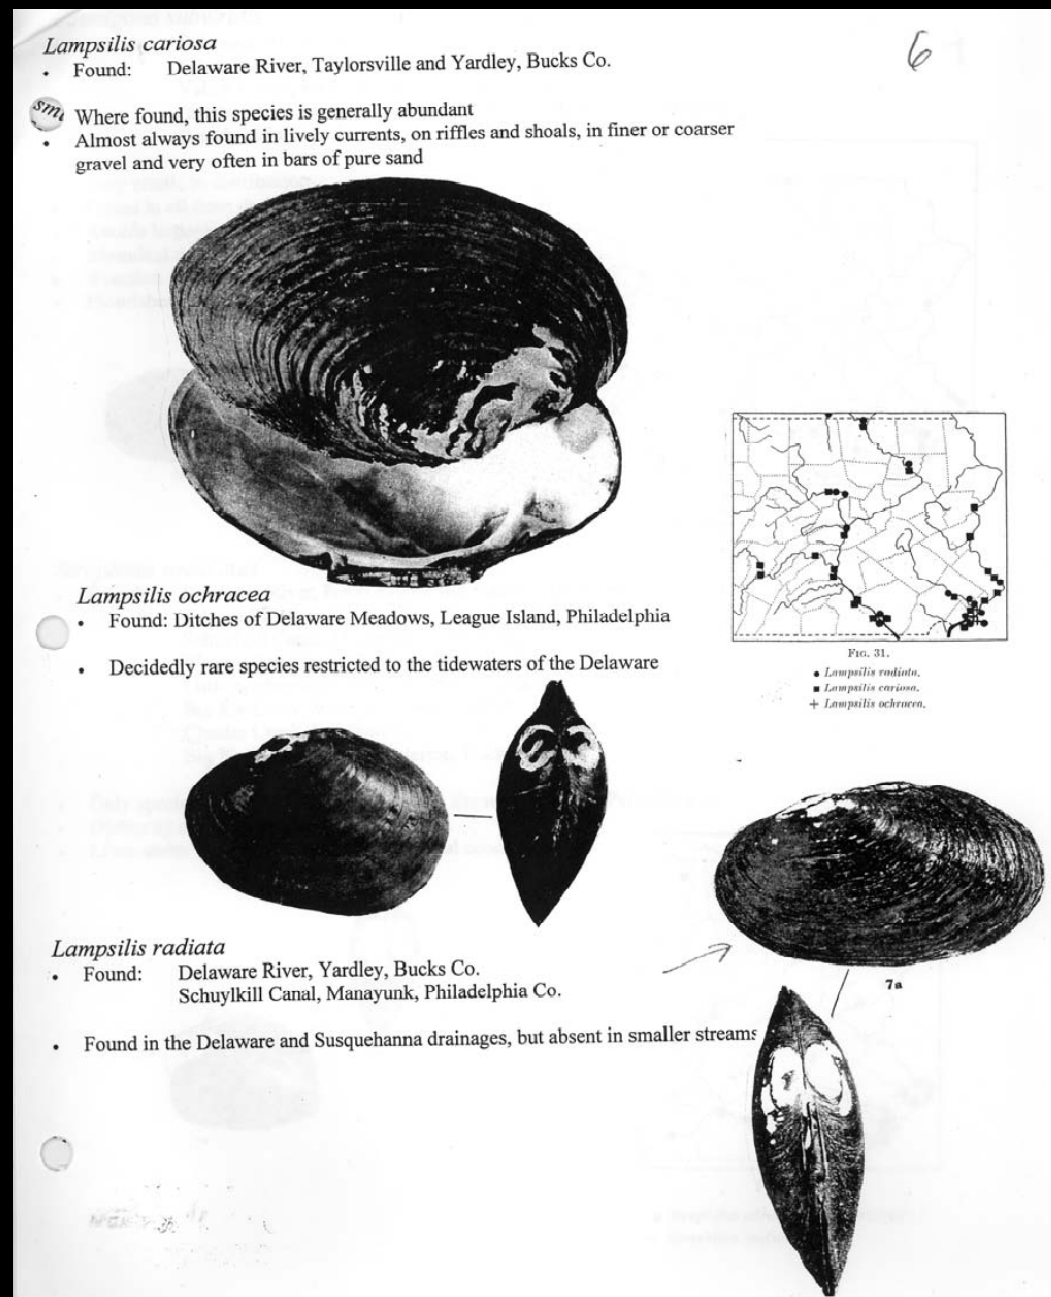 6
Lampsilis cariosa
• Found: Delaware River, Taylorsville and Yardley, Bucks Co.
sm
Where found, this species is generally abundant
• Almost always found in lively currents, on riffles and shoals, in finer or coarser
gravel and very often in bars of pure sand
FIG. 31.
● Lampsilis radiata.
■ Lampsilis cariosa.
+ Lampsilis ochracea.
Lampsilis ochracea
• Found: Ditches of Delaware Meadows, League Island, Philadelphia
• Decidedly rare species restricted to the tidewaters of the Delaware
7a
Lampsilis radiata
• Found: Delaware River, Yardley, Bucks Co.
Schuylkill Canal, Manayunk, Philadelphia Co.
• Found in the Delaware and Susquehanna drainages, but absent in smaller streams